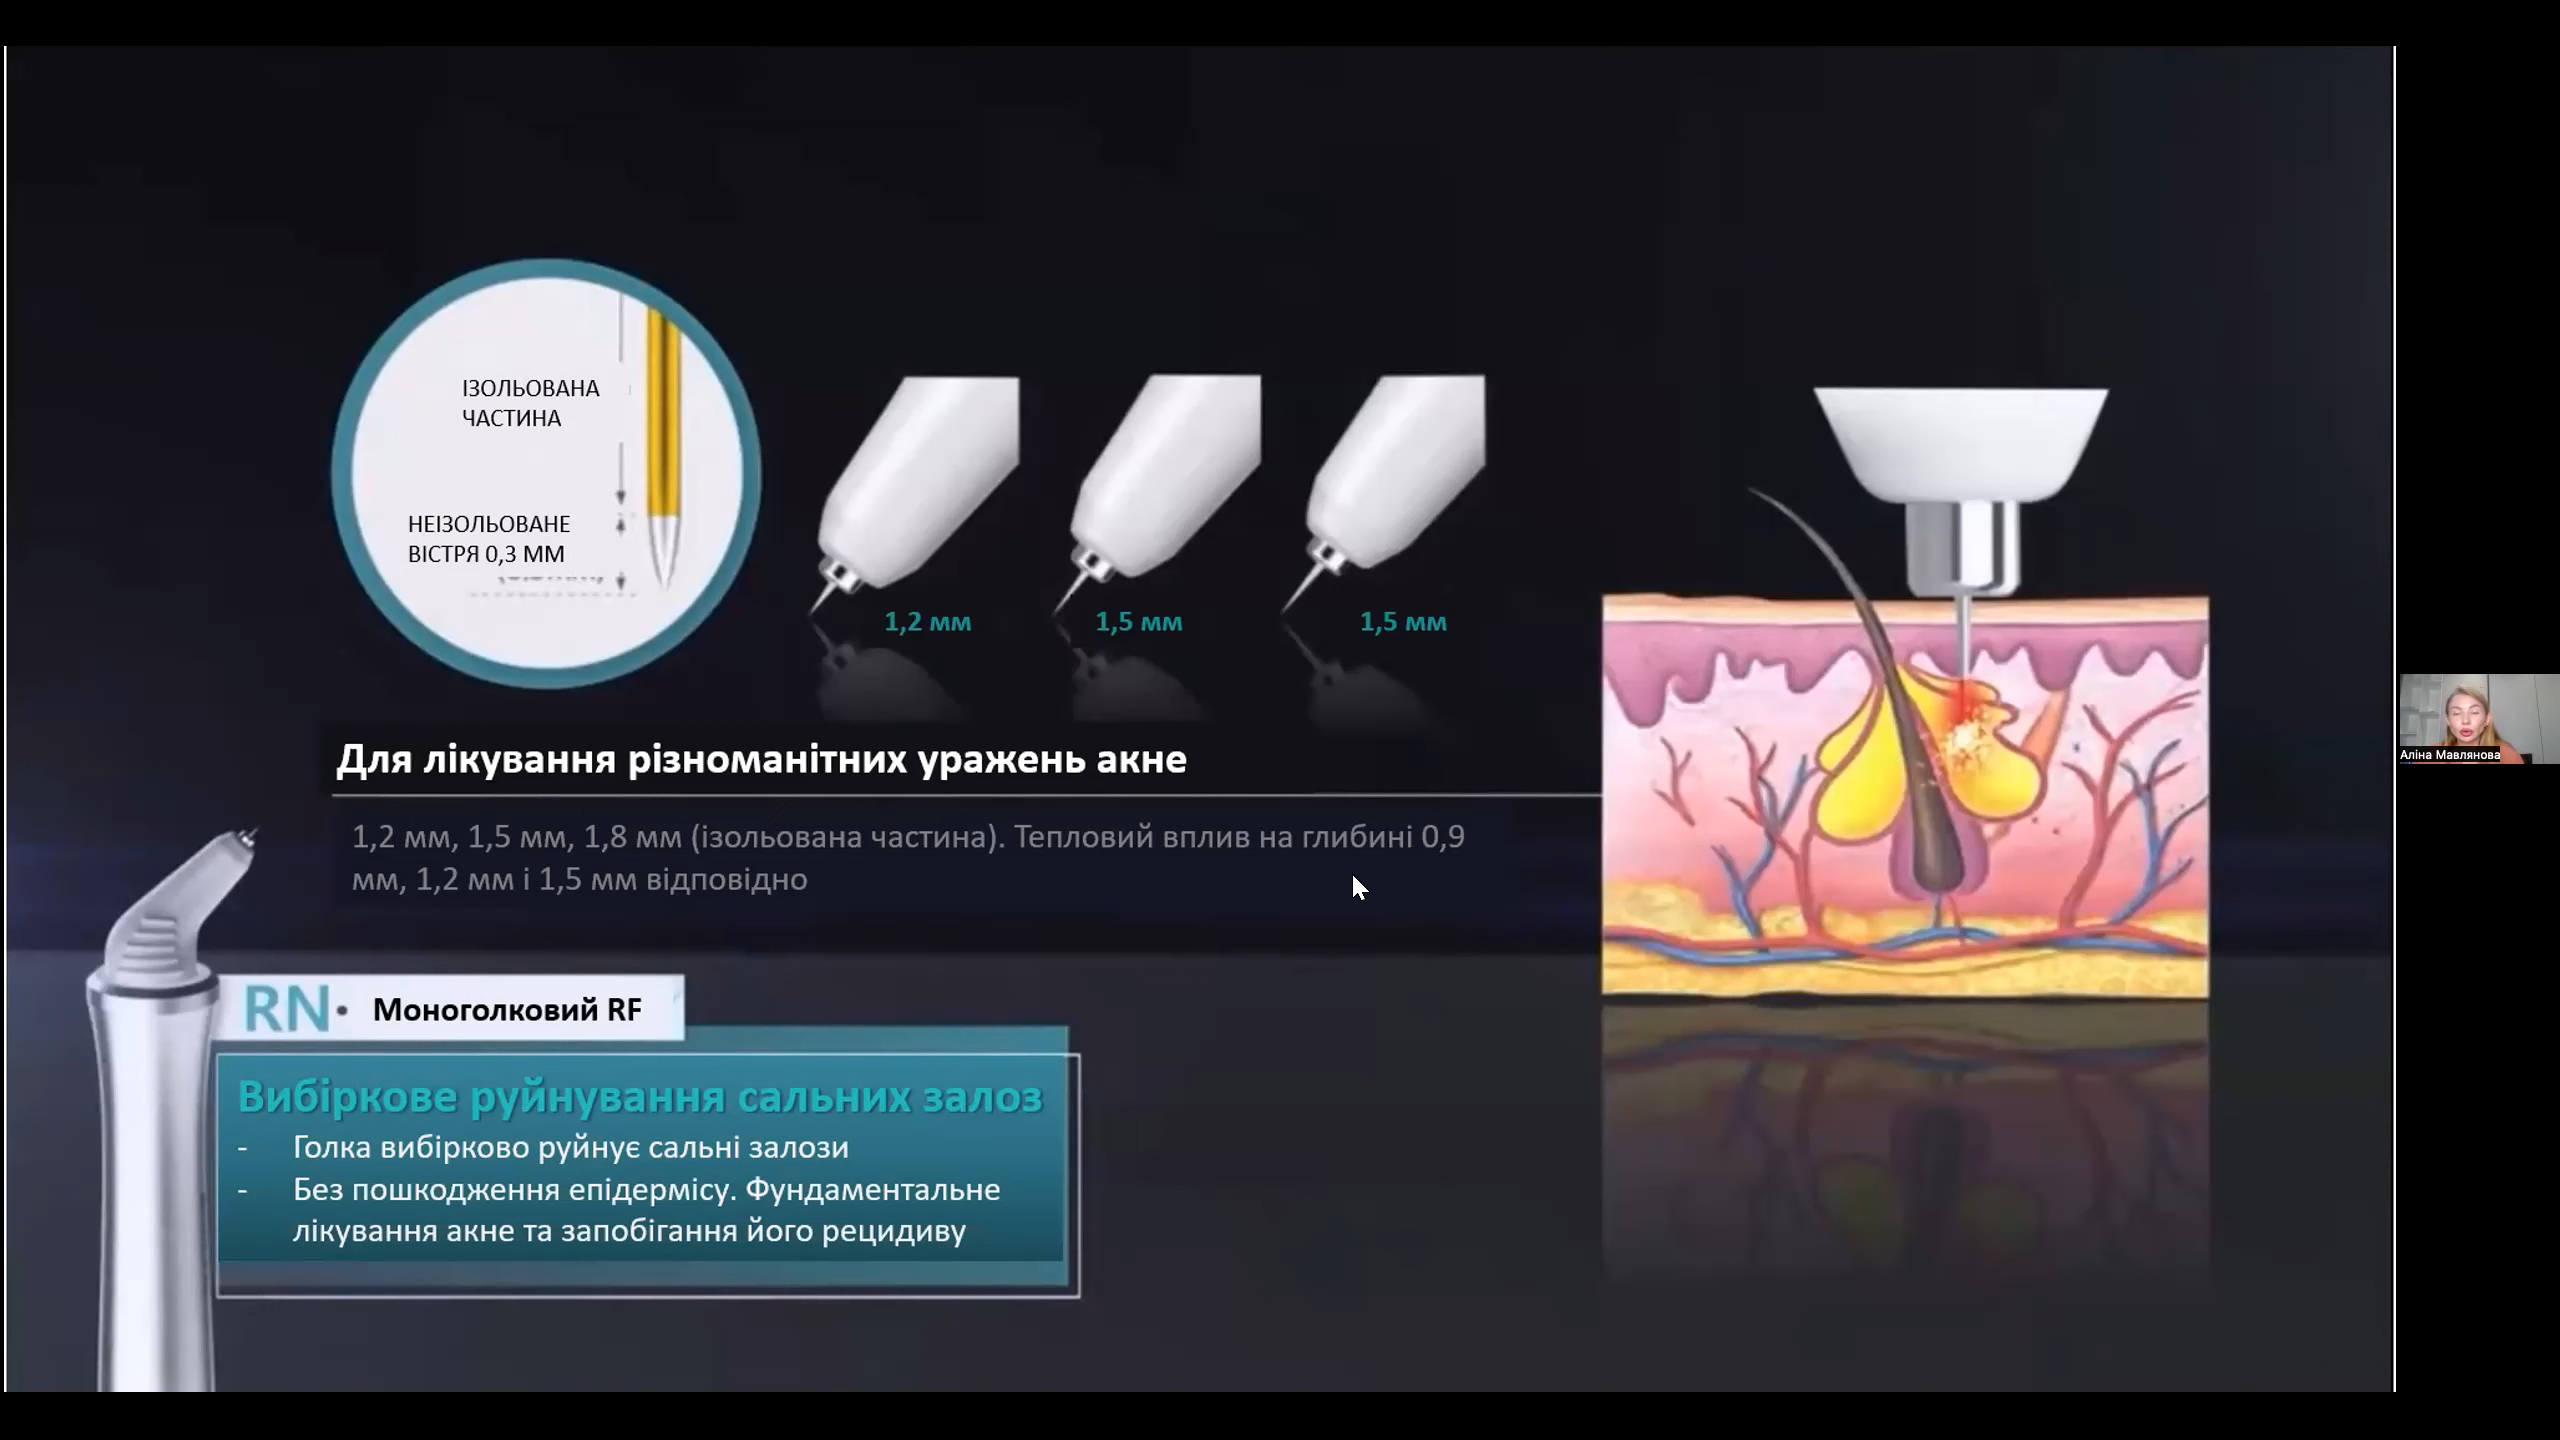 ІЗОЛЬОВАНА
ЧАСТИНА
НЕІЗОЛЬОВАНЕ
ВІСТРЯ 0,3 ММ
1,2 мм
1,5 мм
1,5 мм
Для лікування різноманітних уражень акне
1,2 мм, 1,5 мм, 1,8 мм (ізольована частина). Тепловий вплив на глибині 0,9
мм, 1,2 мм і 1,5 мм відповідно
RN· Моноголковий RF
Вибіркове руйнування сальних залоз
- Голка вибірково руйнує сальні залози
- Без пошкодження епідермісу. Фундаментальне
лікування акне та запобігання його рецидиву
Аліна Мавлянова